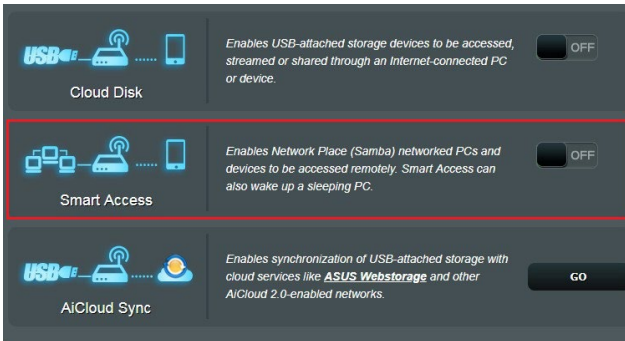 Enables USB-attached storage devices to be accessed,
streamed or shared through an Internet-connected PC
or device.
OFF
USB
Cloud Disk
Enables Network Place (Samba) networked PCs and
devices to be accessed remotely. Smart Access can
also wake up a sleeping PC.
OFF
Smart Access
Enables synchronization of USB-attached storage with
cloud services like ASUS Webstorage and other
AiCloud 2.0-enabled networks.
GO
USB
AiCloud Sync